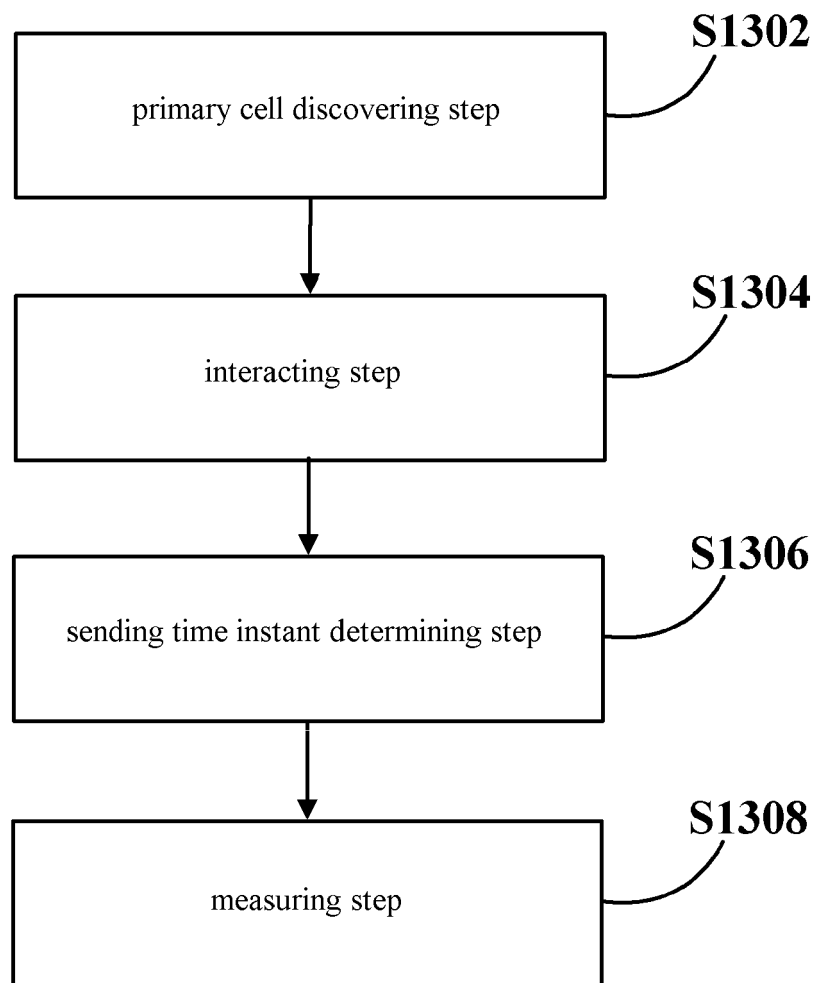 S1302
primary cell discovering step
S1304
interacting step
S1306
sending time instant determining step
S1308
measuring step